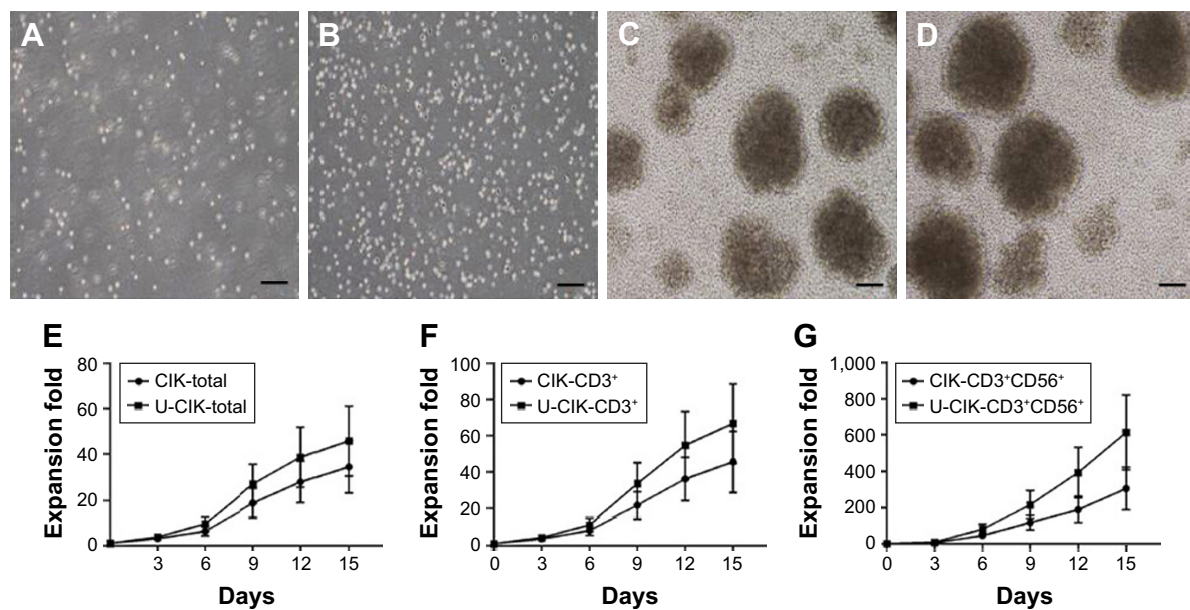 A
B
C
D
E
80
60
40
20
0
Expansion fold
CIK-total
U-CIK-total
3
6
9
12
15
Days
F
100
80
60
40
20
0
Expansion fold
CIK-CD3⁺
U-CIK-CD3⁺
0
3
6
9
12
15
Days
G
1,000
800
600
400
200
0
Expansion fold
CIK-CD3⁺CD56⁺
U-CIK-CD3⁺CD56⁺
0
3
6
9
12
15
Days